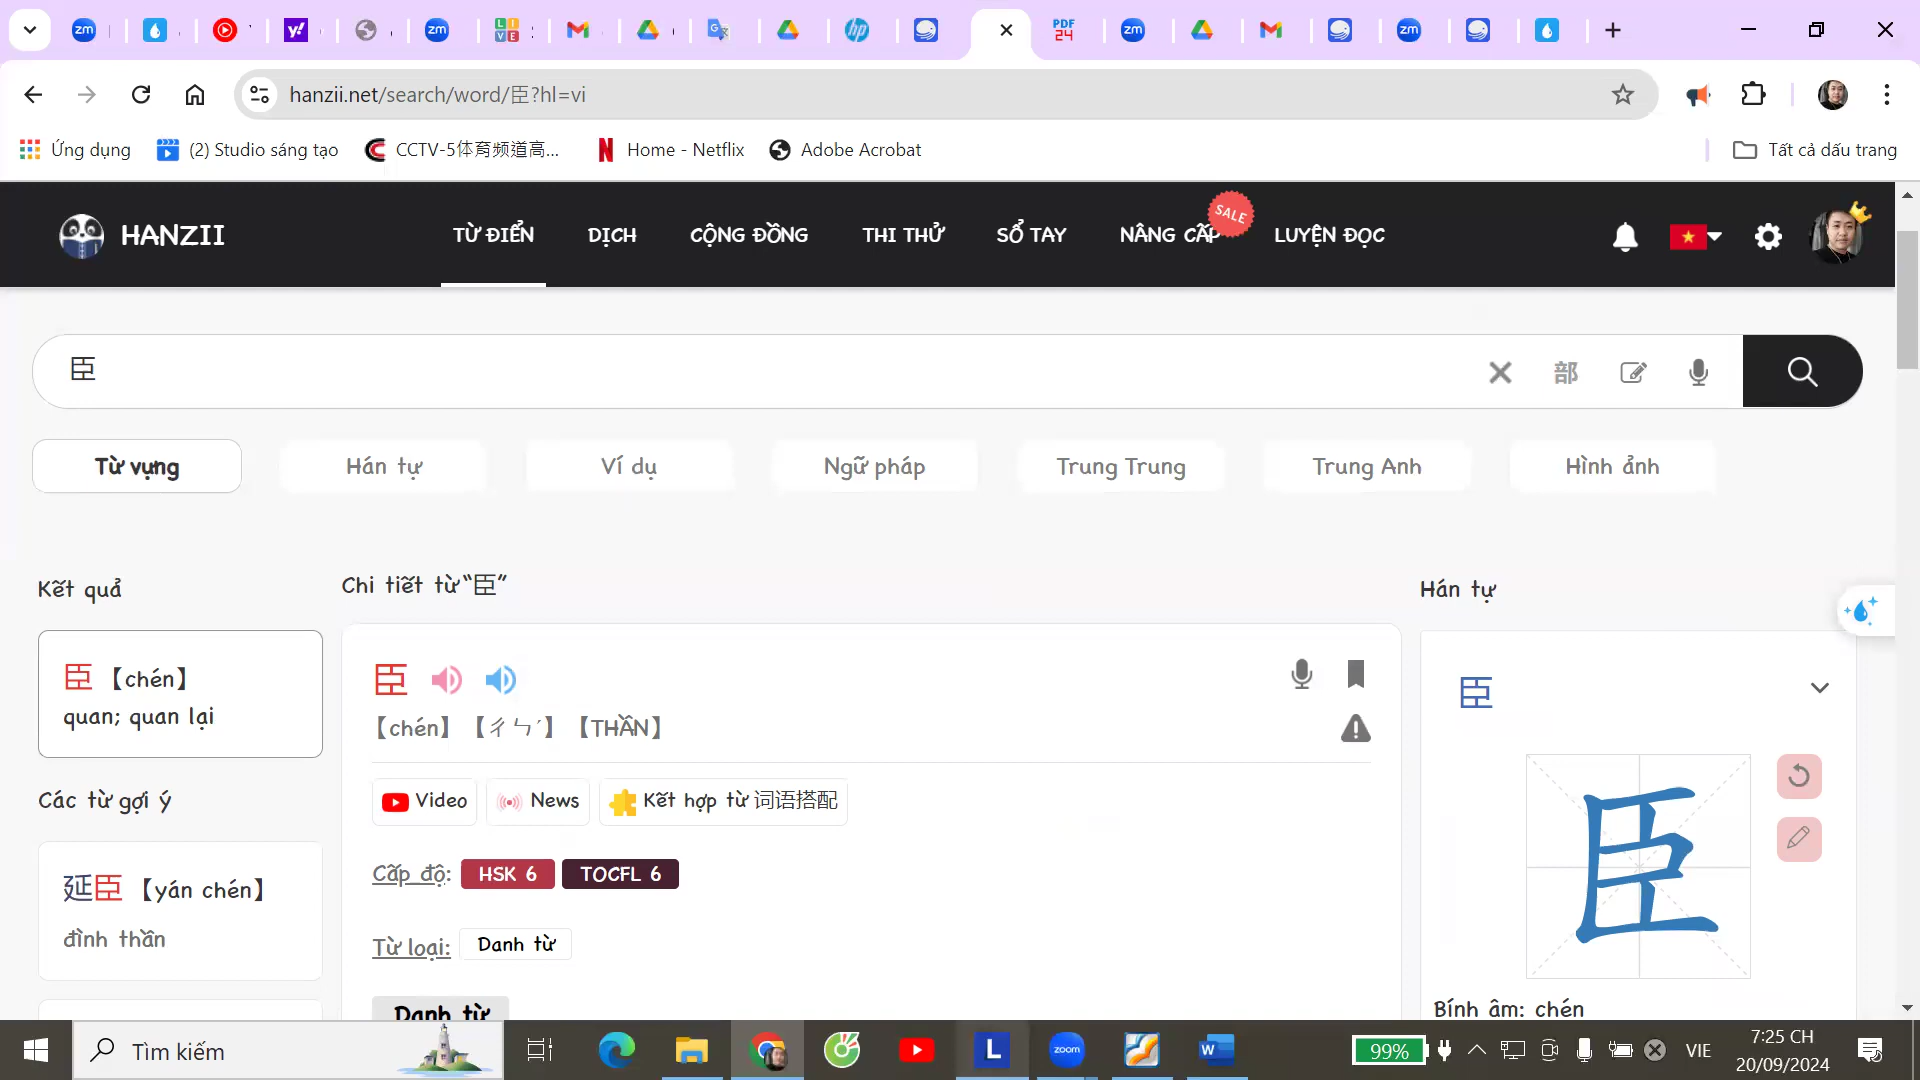 hanzii.net/search/word/臣?hl=vi
Ứng dụng
(2) Studio sáng tạo
CCTV-5体育频道高...
Home - Netflix
Adobe Acrobat
Tất cả dấu trang
HANZII
TỪ ĐIỂN
DỊCH
CỘNG ĐỒNG
THI THỬ
SỔ TAY
NÂNG CẤP
SALE
LUYỆN ĐỌC
臣
部
Từ vựng
Hán tự
Ví dụ
Ngữ pháp
Trung Trung
Trung Anh
Hình ảnh
Kết quả
臣 【chén】
quan; quan lại
Các từ gợi ý
延臣 【yán chén】
đình thần
Chi tiết từ “臣”
臣
【chén】 【ㄔㄣˊ】 【THẦN】
Video
News
Kết hợp từ 词语搭配
Cấp độ: HSK 6 TOCFL 6
Từ loại: Danh từ
Danh từ
Hán tự
臣
臣
Bính âm: chén
Tìm kiếm
99%
VIE
7:25 CH
20/09/2024